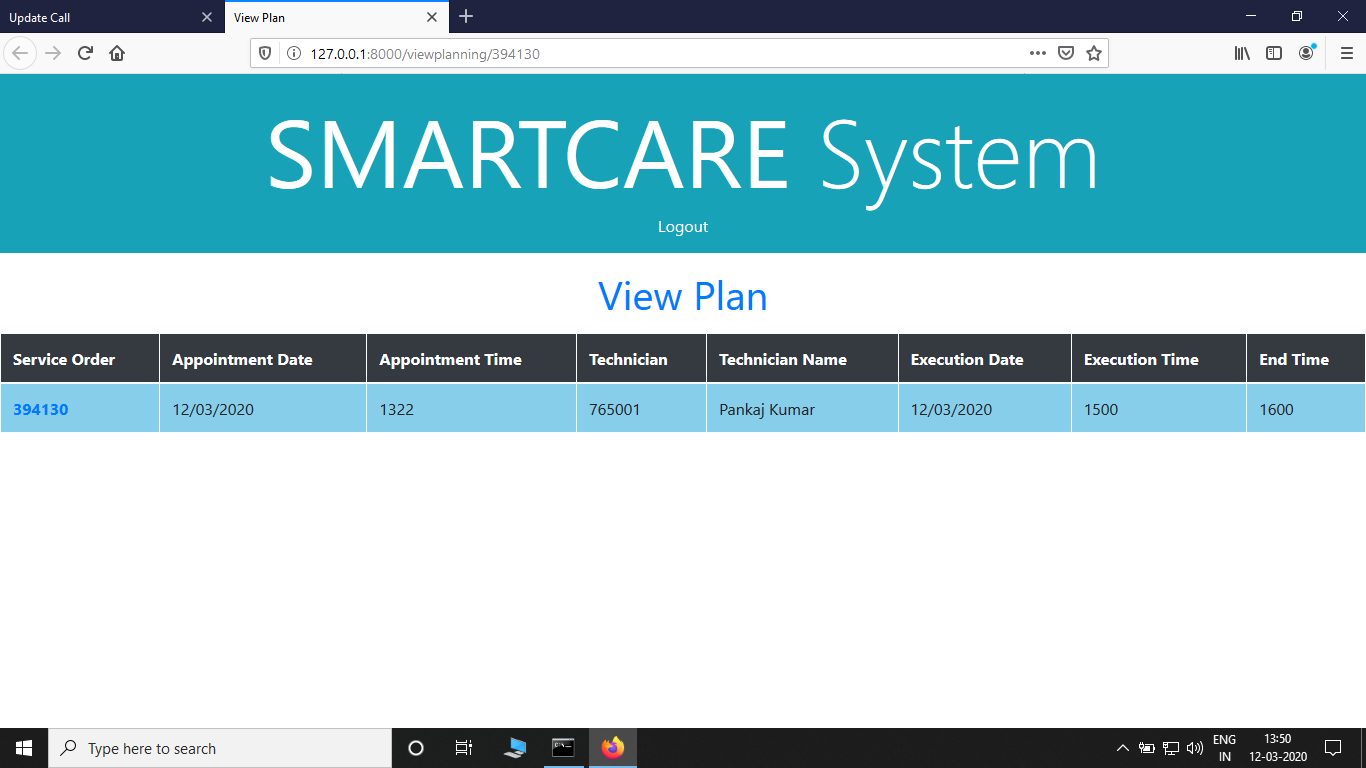 Update Call
View Plan
127.0.0.1:8000/viewplanning/394130
SMARTCARE System
Logout
View Plan
Service Order Appointment Date Appointment Time Technician Technician Name Execution Date Execution Time End Time
394130 12/03/2020 1322 765001 Pankaj Kumar 12/03/2020 1500 1600
Type here to search
ENG
IN
13:50
12-03-2020